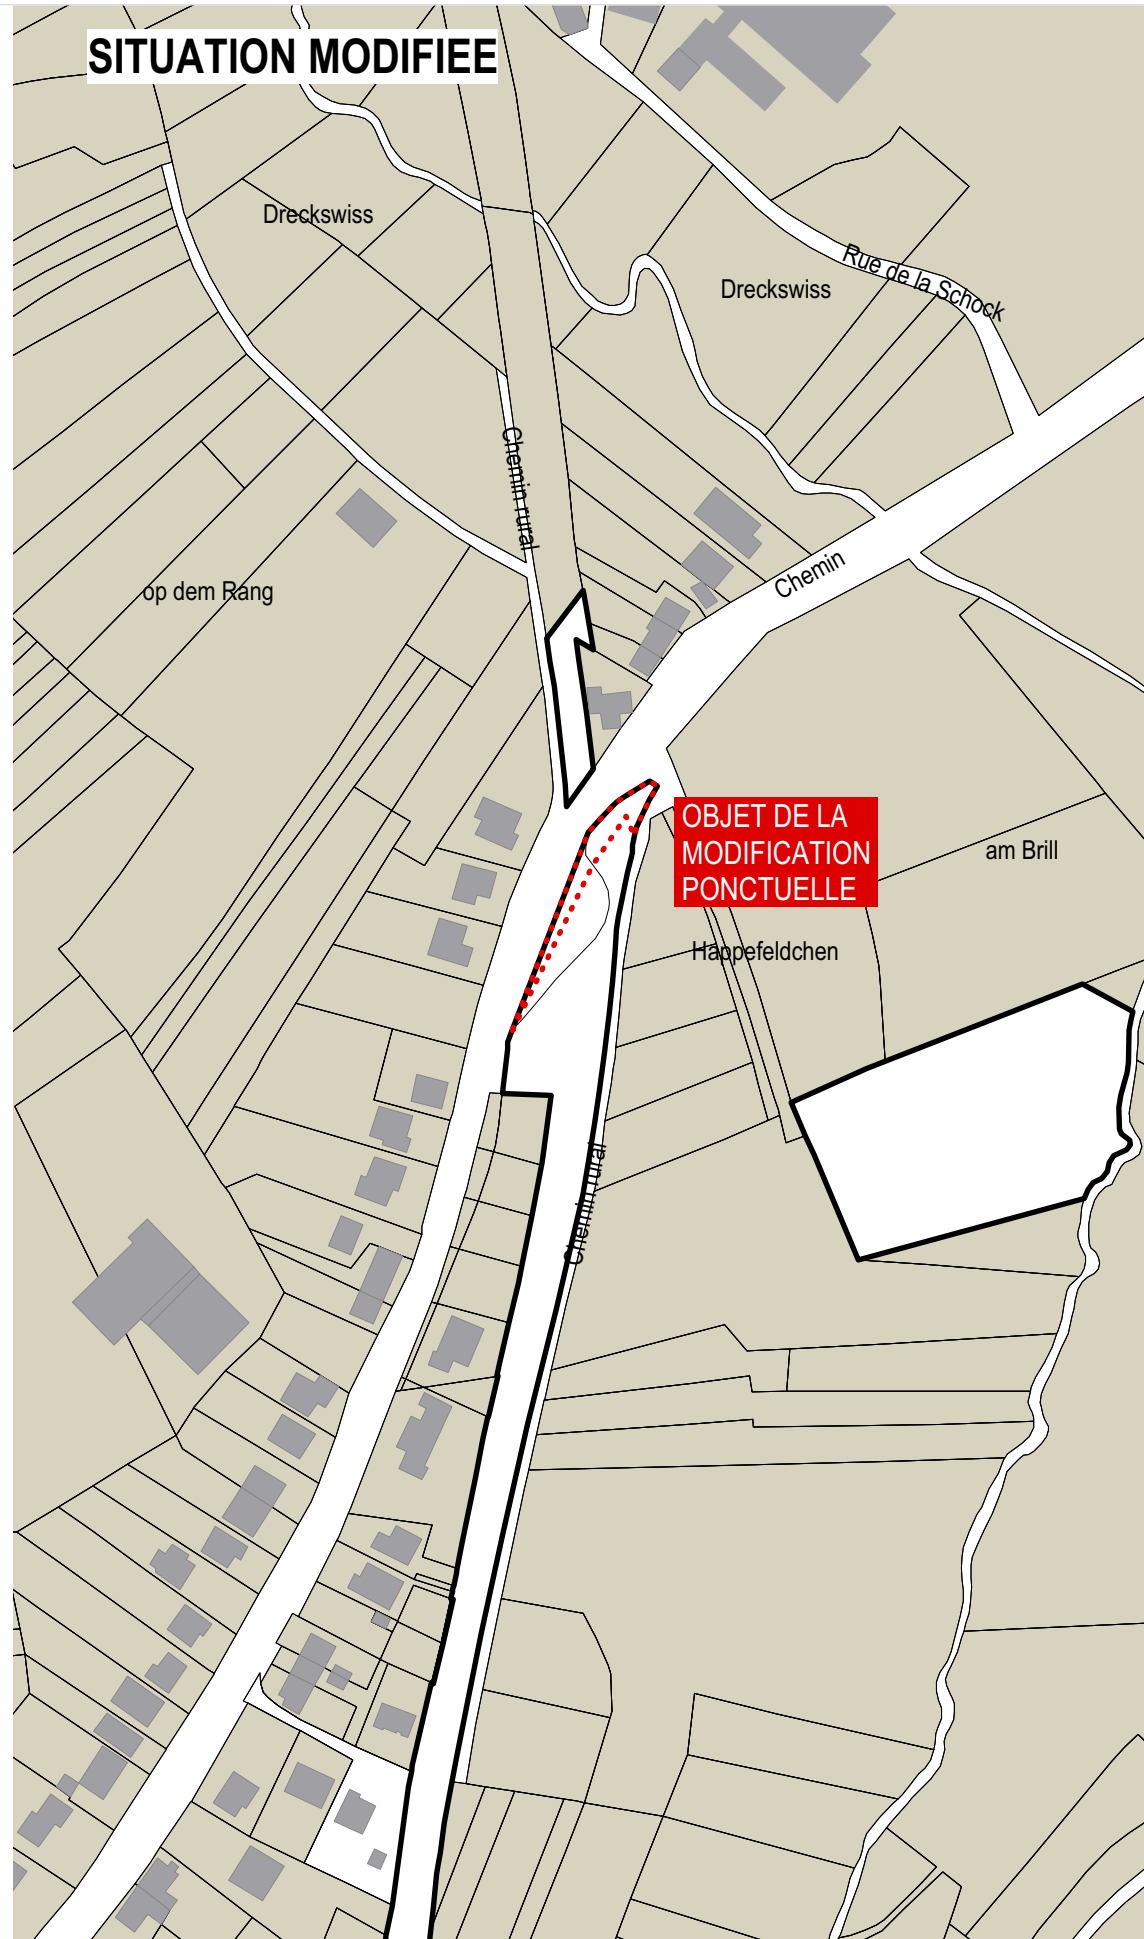 SITUATION MODIFIEE
Dreckswiss
Rue de la Schock
Dreckswiss
Chemin rural
Chemin
op dem Rang
OBJET DE LA
MODIFICATION
PONCTUELLE
am Brill
Happefeldchen
Chemin rural